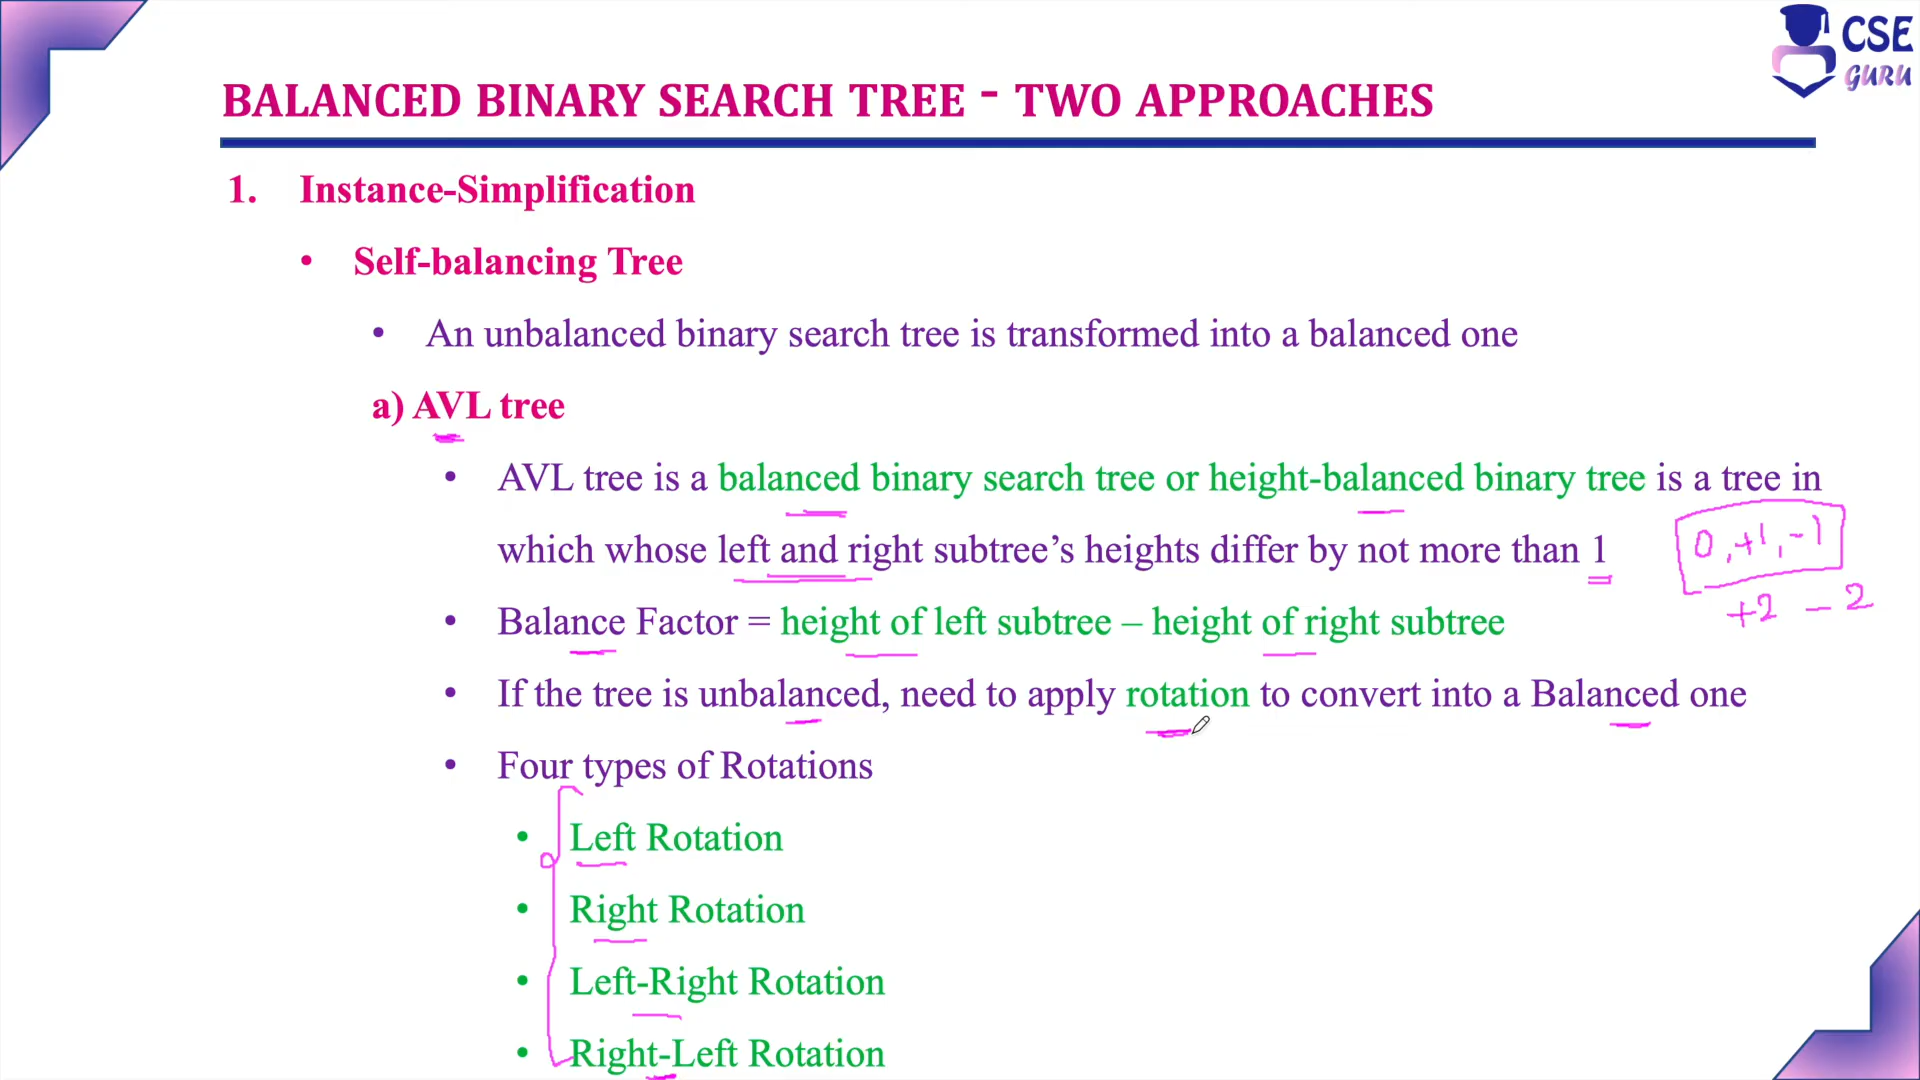 CSE
GURU
BALANCED BINARY SEARCH TREE - TWO APPROACHES
1. Instance-Simplification
• Self-balancing Tree
• An unbalanced binary search tree is transformed into a balanced one
a) AVL tree
• AVL tree is a balanced binary search tree or height-balanced binary tree is a tree in
which whose left and right subtree’s heights differ by not more than 1
0, +1, -1
+2 -2
• Balance Factor = height of left subtree – height of right subtree
• If the tree is unbalanced, need to apply rotation to convert into a Balanced one
• Four types of Rotations
• Left Rotation
• Right Rotation
• Left-Right Rotation
• Right-Left Rotation